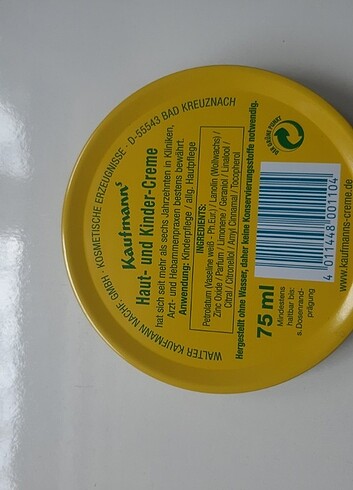 WALTER KAUFMANN NACHF. GMBH · KOSMETISCHE ERZEUGNISSE · D-55543 BAD KREUZNACH
Kaufmann's
Haut- und Kinder-Creme
hat sich seit mehr als sechs Jahrzehnten in Kliniken,
Arzt- und Hebammenpraxen bestens bewährt.
Anwendung: Kinderpflege / allg. Hautpflege
INGREDIENTS:
Petrolatum (Vaseline weiß - Ph.Eur.) / Lanolin (Wollwachs) /
Zinc Oxide / Parfum / Limonene / Geraniol / Linalool /
Citral / Citronellol / Amyl Cinnamal / Tocopherol
Hergestellt ohne Wasser, daher keine Konservierungsstoffe notwendig.
DER GRÜNE PUNKT
75 ml
Mindestens
haltbar bis:
s. Dosenrand-
prägung
4 011448 001104
www.kaufmanns-creme.de